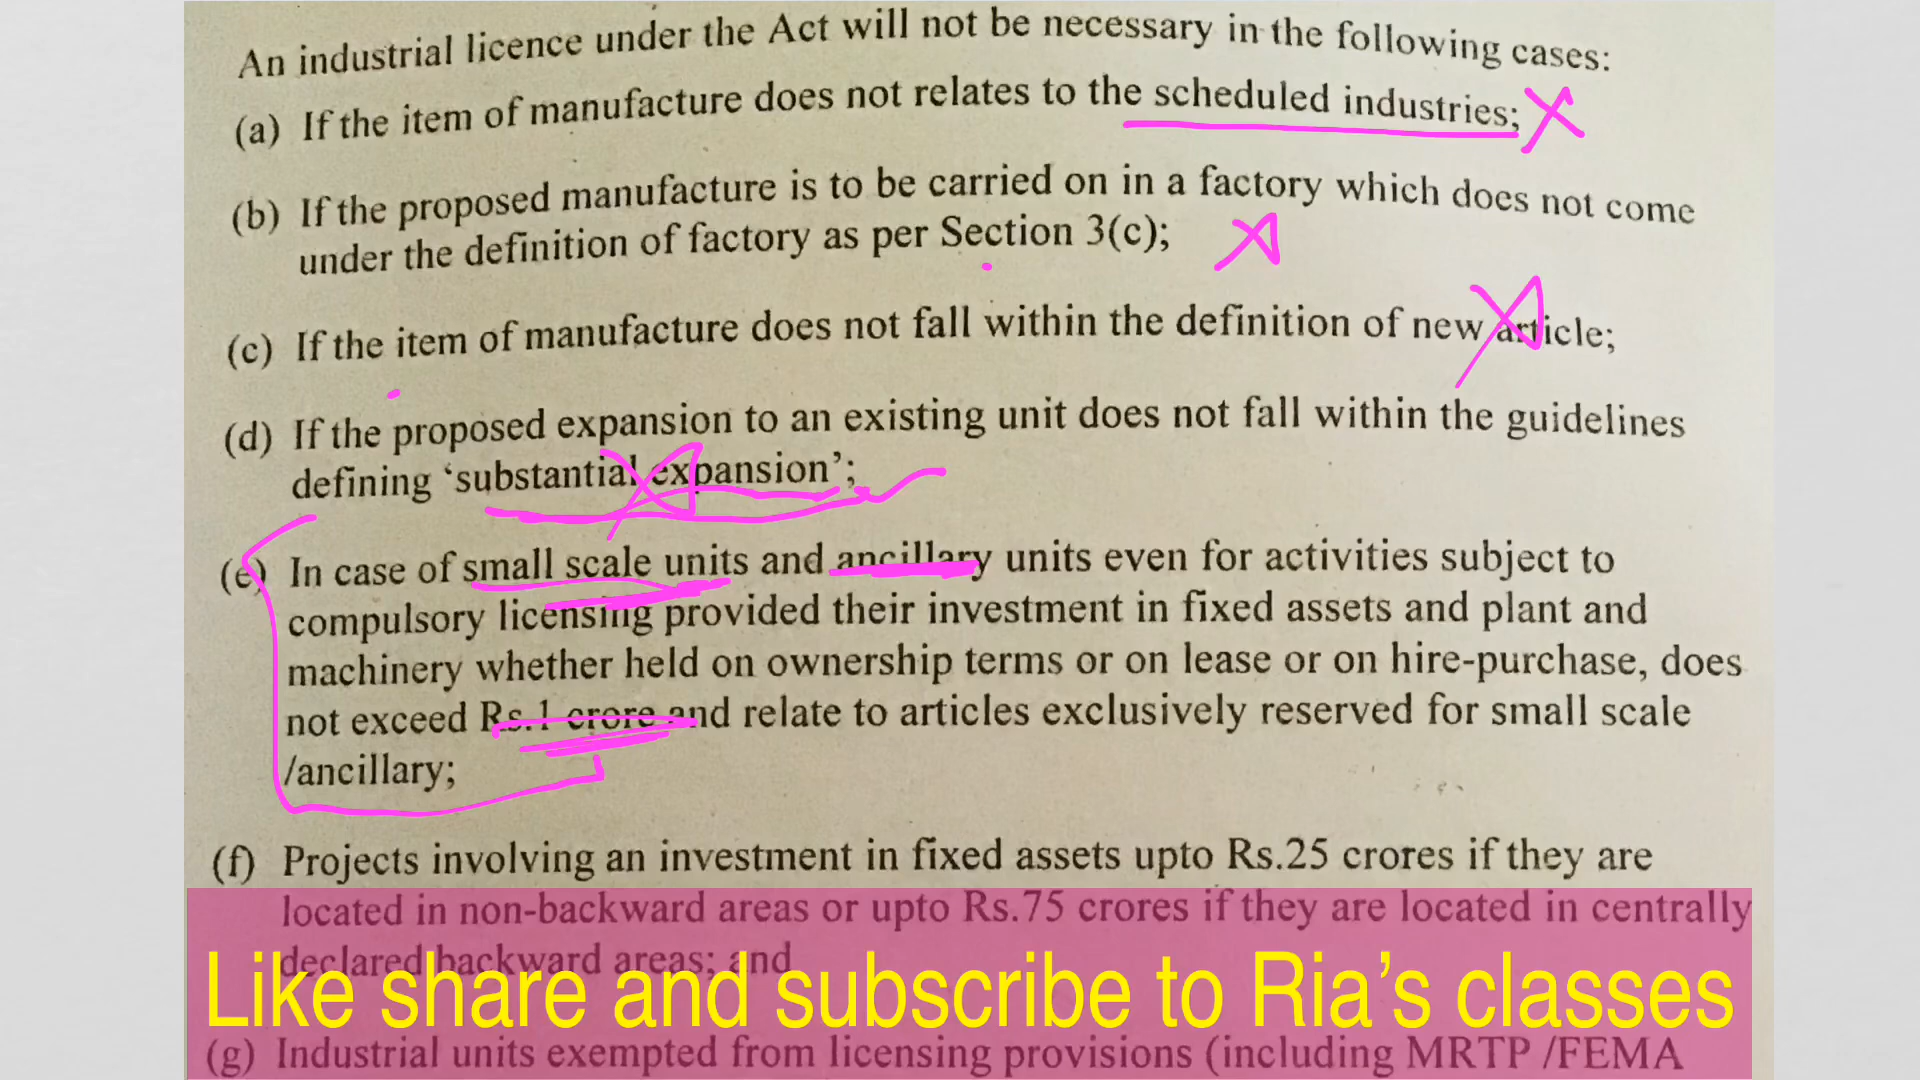 An industrial licence under the Act will not be necessary in the following cases:
(a) If the item of manufacture does not relates to the scheduled industries;
(b) If the proposed manufacture is to be carried on in a factory which does not come
under the definition of factory as per Section 3(c);
(c) If the item of manufacture does not fall within the definition of new article;
(d) If the proposed expansion to an existing unit does not fall within the guidelines
defining ‘substantial expansion’;
(e) In case of small scale units and ancillary units even for activities subject to
compulsory licensing provided their investment in fixed assets and plant and
machinery whether held on ownership terms or on lease or on hire-purchase, does
not exceed Rs.1 crore and relate to articles exclusively reserved for small scale
/ancillary;
(f) Projects involving an investment in fixed assets upto Rs.25 crores if they are
located in non-backward areas or upto Rs.75 crores if they are located in centrally
declared backward areas; and
Like share and subscribe to Ria’s classes
(g) Industrial units exempted from licensing provisions (including MRTP /FEMA